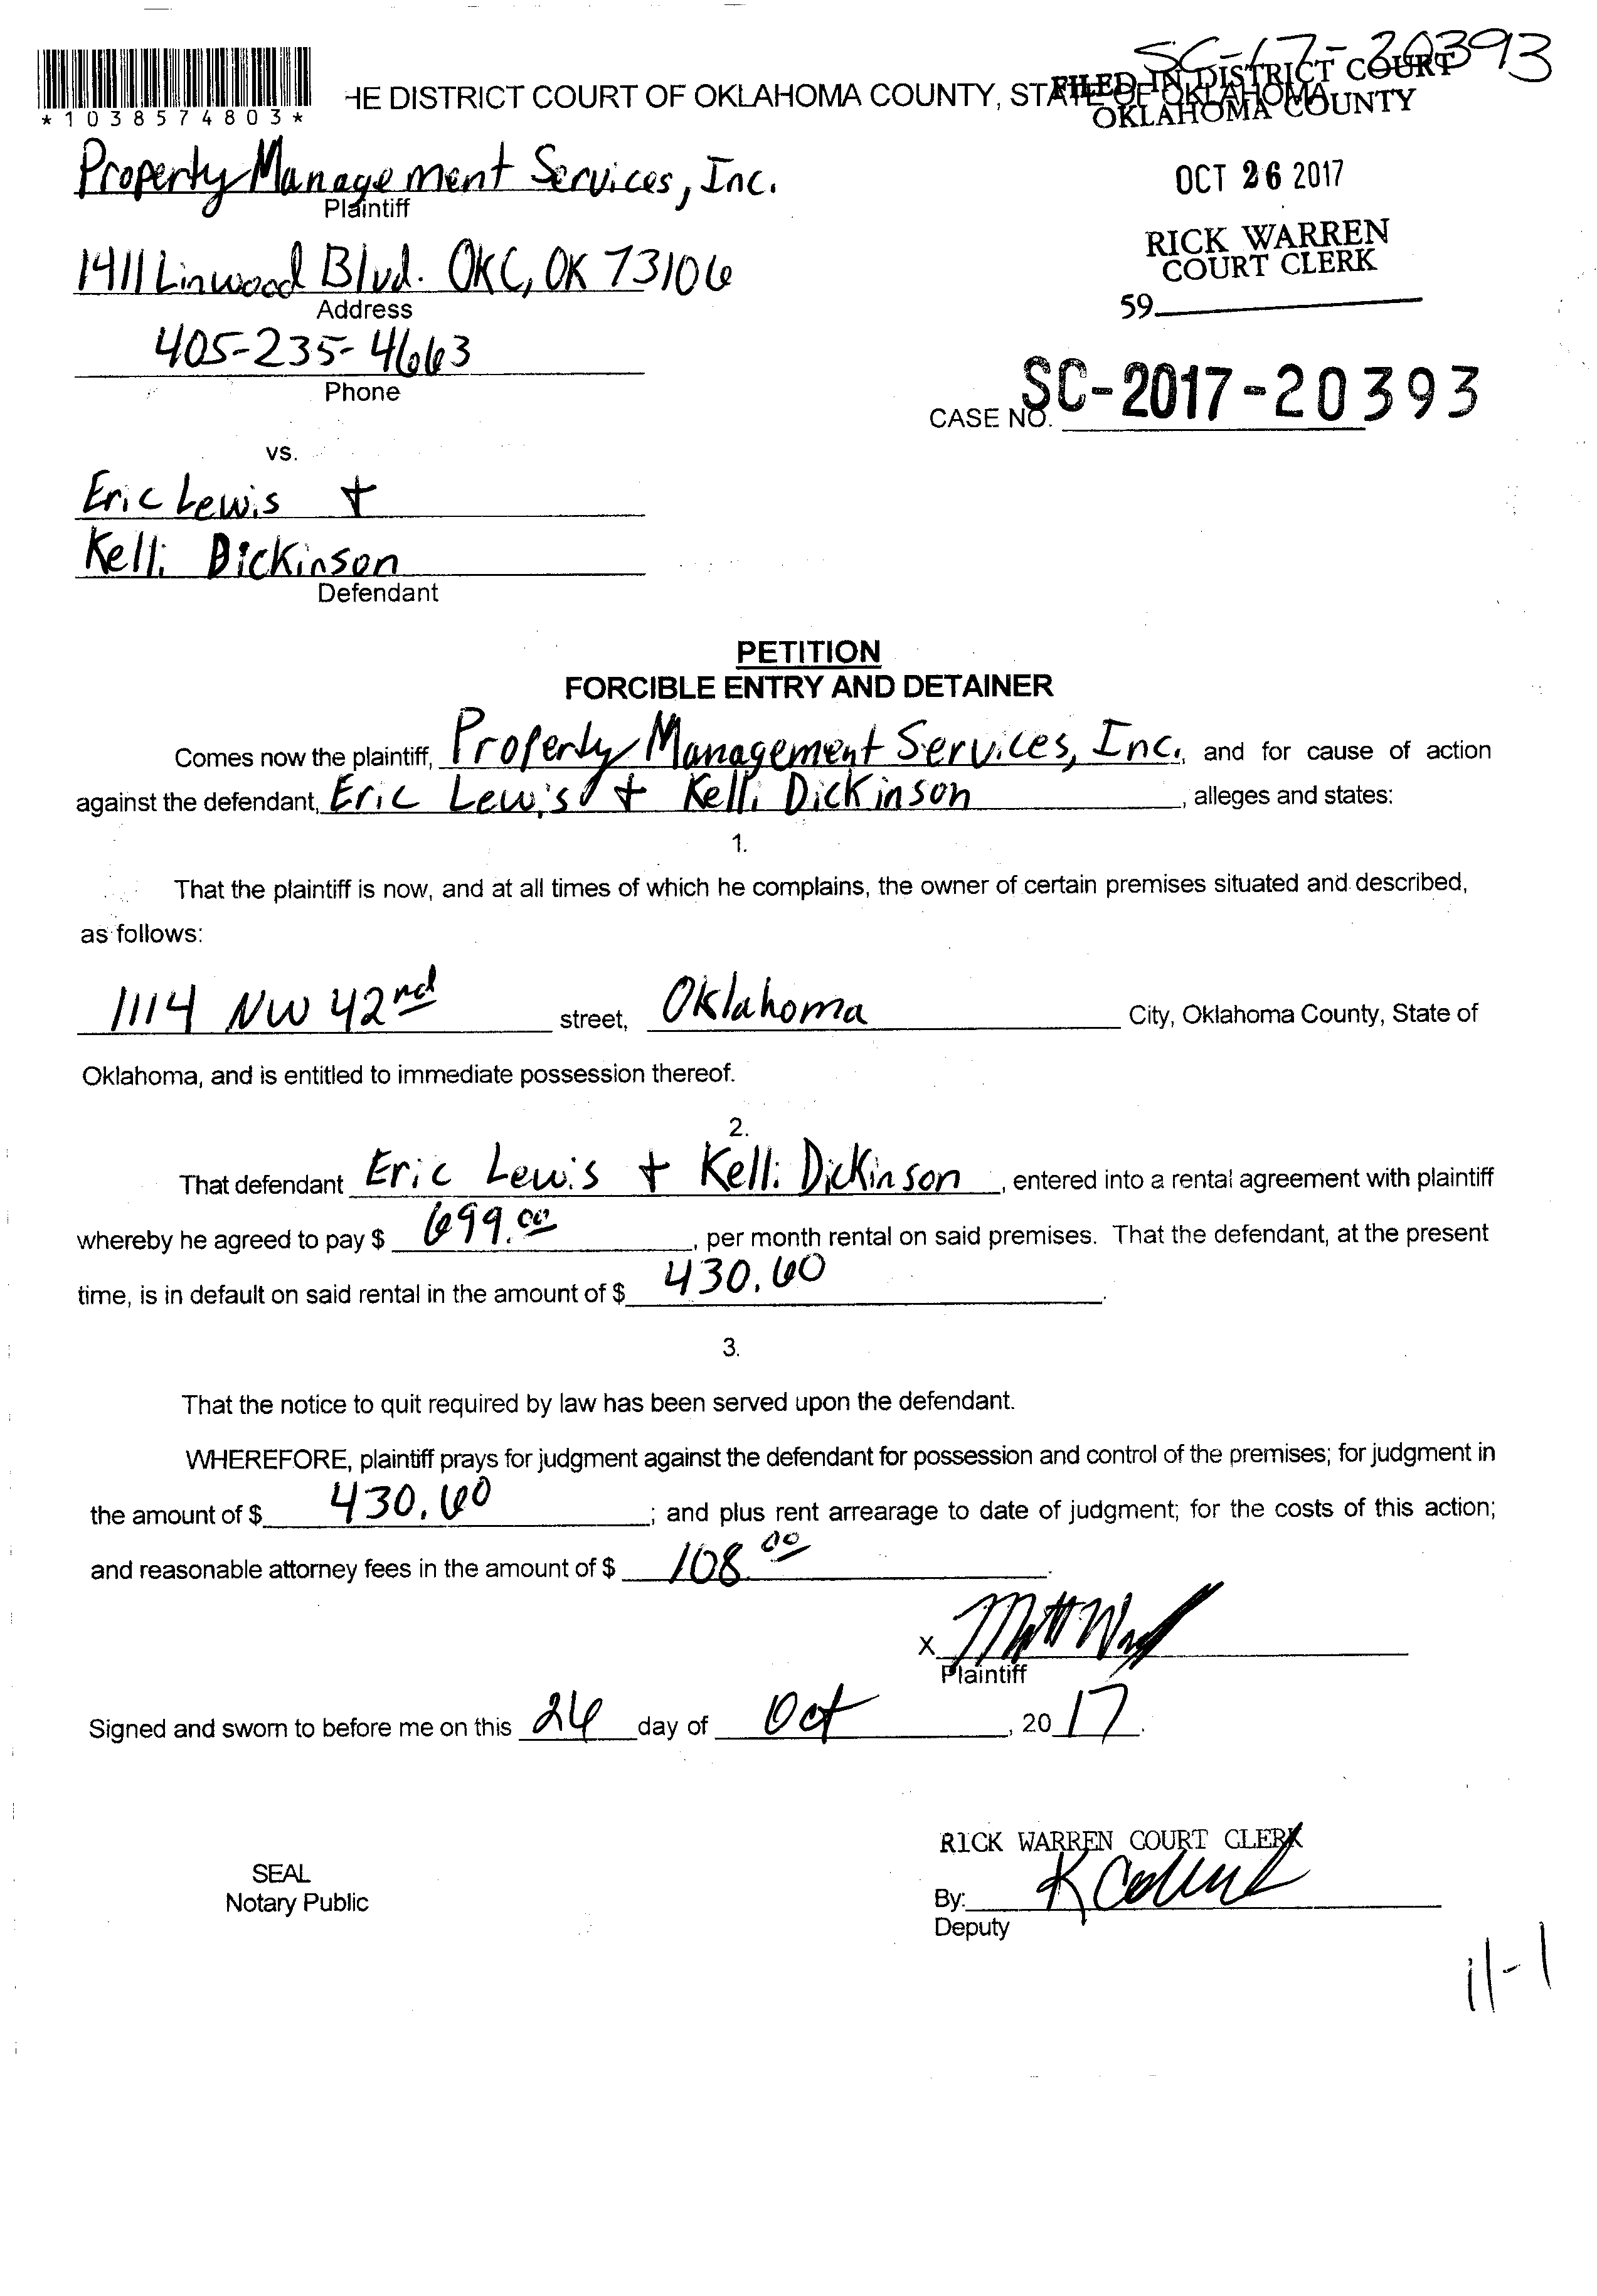 SC-17-20393
*1038574803*
HE DISTRICT COURT OF OKLAHOMA COUNTY, STATE OF OKLAHOMA
FILED IN DISTRICT COURT
OKLAHOMA COUNTY
Property Management Services, Inc.
Plaintiff
OCT 26 2017
RICK WARREN
COURT CLERK
1411 Linwood Blvd. OKC, OK 73106
Address
59
405-235-4663
Phone
CASE NO. SC-2017-20393
vs.
Eric Lewis +
Kelli Dickinson
Defendant
PETITION
FORCIBLE ENTRY AND DETAINER
Comes now the plaintiff, Property Management Services, Inc., and for cause of action
against the defendant, Eric Lewis + Kelli Dickinson, alleges and states:
1.
That the plaintiff is now, and at all times of which he complains, the owner of certain premises situated and described,
as follows:
1114 NW 42nd street, Oklahoma City, Oklahoma County, State of
Oklahoma, and is entitled to immediate possession thereof.
2.
That defendant Eric Lewis + Kelli Dickinson, entered into a rental agreement with plaintiff
whereby he agreed to pay $ 699.00, per month rental on said premises. That the defendant, at the present
time, is in default on said rental in the amount of $ 430.60.
3.
That the notice to quit required by law has been served upon the defendant.
WHEREFORE, plaintiff prays for judgment against the defendant for possession and control of the premises; for judgment in
the amount of $ 430.60; and plus rent arrearage to date of judgment; for the costs of this action;
and reasonable attorney fees in the amount of $ 108.00.
X
Plaintiff
Signed and sworn to before me on this 26 day of Oct, 2017.
RICK WARREN COURT CLERK
SEAL
Notary Public
By:
Deputy
11-1